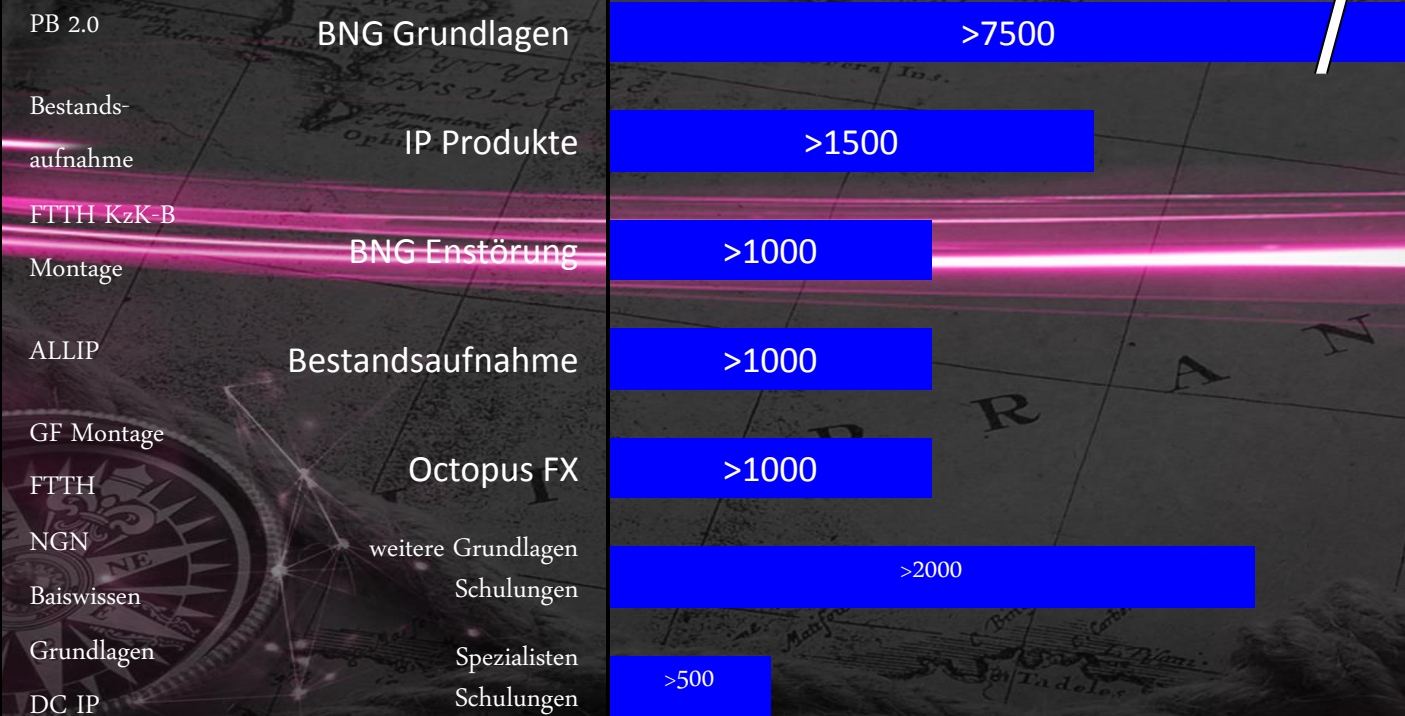 PB 2.0
Bestands-
aufnahme
FTTH KzK-B
Montage
ALLIP
GF Montage
FTTH
NGN
Baiswissen
Grundlagen
DC IP
BNG Grundlagen
>7500
IP Produkte
>1500
BNG Enstörung
>1000
Bestandsaufnahme
>1000
Octopus FX
>1000
weitere Grundlagen
Schulungen
>2000
Spezialisten
Schulungen
>500
R A N
NE